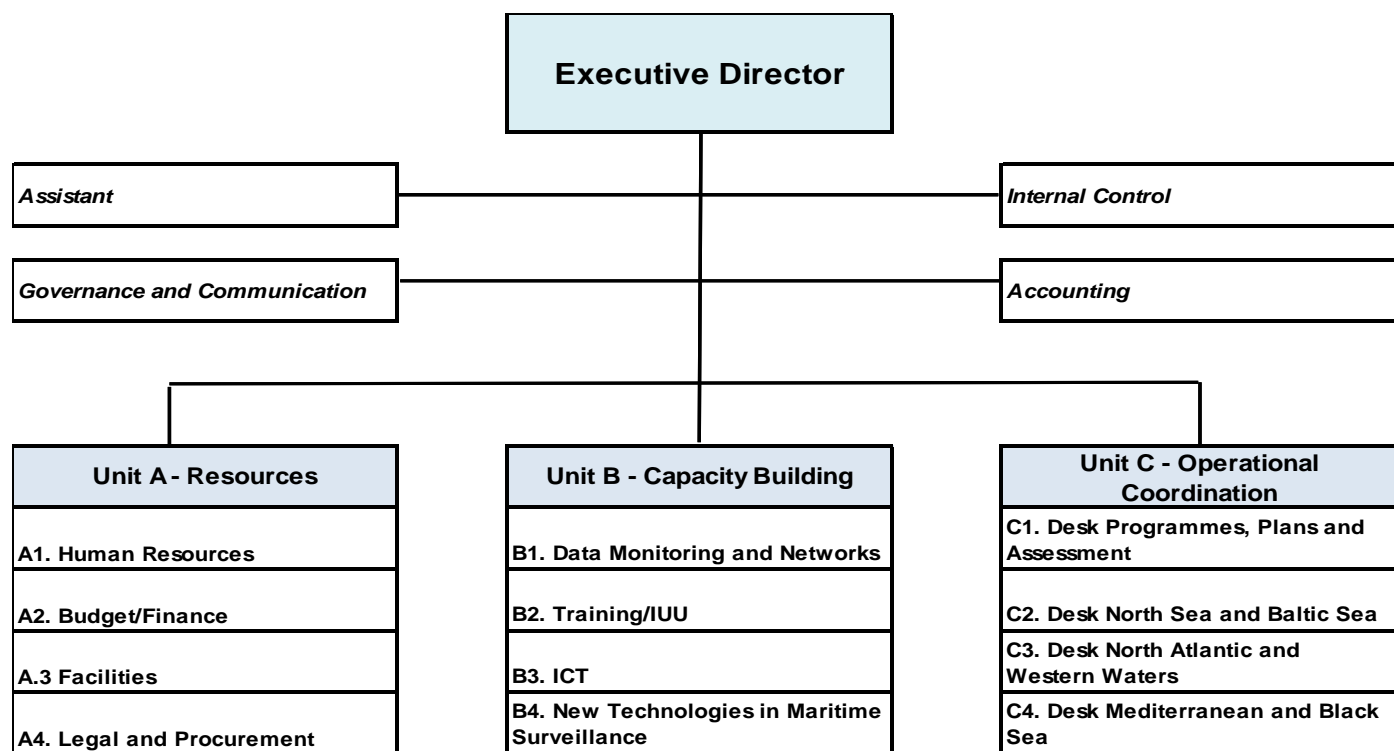 Executive Director
Assistant
Internal Control
Governance and Communication
Accounting
Unit A - Resources
A1. Human Resources
A2. Budget/Finance
A.3 Facilities
A4. Legal and Procurement
Unit B - Capacity Building
B1. Data Monitoring and Networks
B2. Training/IUU
B3. ICT
B4. New Technologies in Maritime
Surveillance
Unit C - Operational
Coordination
C1. Desk Programmes, Plans and
Assessment
C2. Desk North Sea and Baltic Sea
C3. Desk North Atlantic and
Western Waters
C4. Desk Mediterranean and Black
Sea